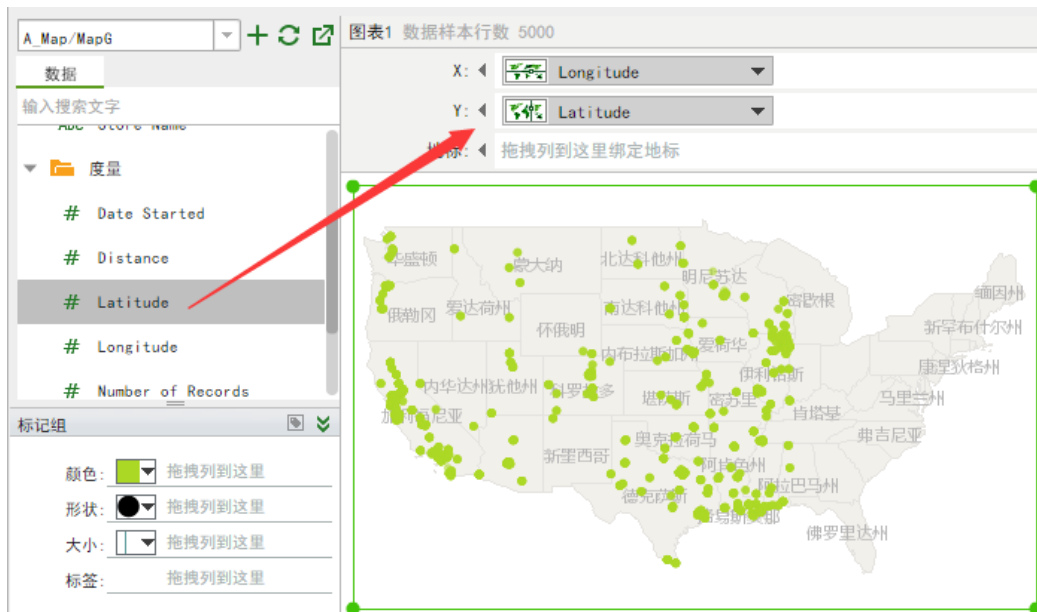 A_Map/MapG
数据
输入搜索文字
ABC Store Name
度量
# Date Started
# Distance
# Latitude
# Longitude
# Number of Records
标记组
颜色: 拖拽列到这里
形状: 拖拽列到这里
大小: 拖拽列到这里
标签: 拖拽列到这里
图表1 数据样本行数 5000
X: Longitude
Y: Latitude
地标: 拖拽列到这里绑定地标
华盛顿
蒙大纳
北达科他州
明尼苏达
密歇根
缅因州
俄勒冈
爱达荷州
南达科他州
新罕布什尔州
怀俄明
内布拉斯加州
爱荷华
康涅狄格州
伊利诺斯
内华达州
犹他州
科罗拉多
堪萨斯
密苏里
马里兰州
加利福尼亚
肯塔基
弗吉尼亚
奥克拉荷马
新墨西哥
阿肯色州
德克萨斯
阿拉巴马州
路易斯安那
佛罗里达州